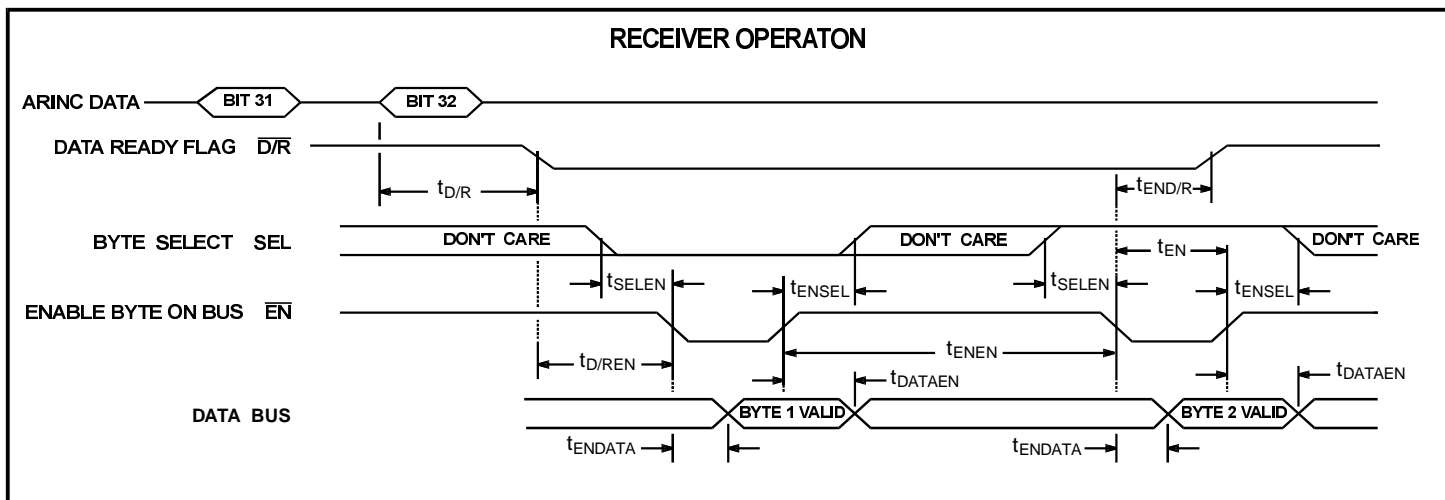 RECEIVER OPERATON
ARINC DATA BIT 31 BIT 32
DATA READY FLAG D/R
tD/R tEND/R
BYTE SELECT SEL DON'T CARE DON'T CARE DON'T CARE
tEN
tSELEN tENSEL tSELEN tENSEL
ENABLE BYTE ON BUS EN
tD/REN tENEN
tDATAEN tDATAEN
DATA BUS BYTE 1 VALID BYTE 2 VALID
tENDATA tENDATA